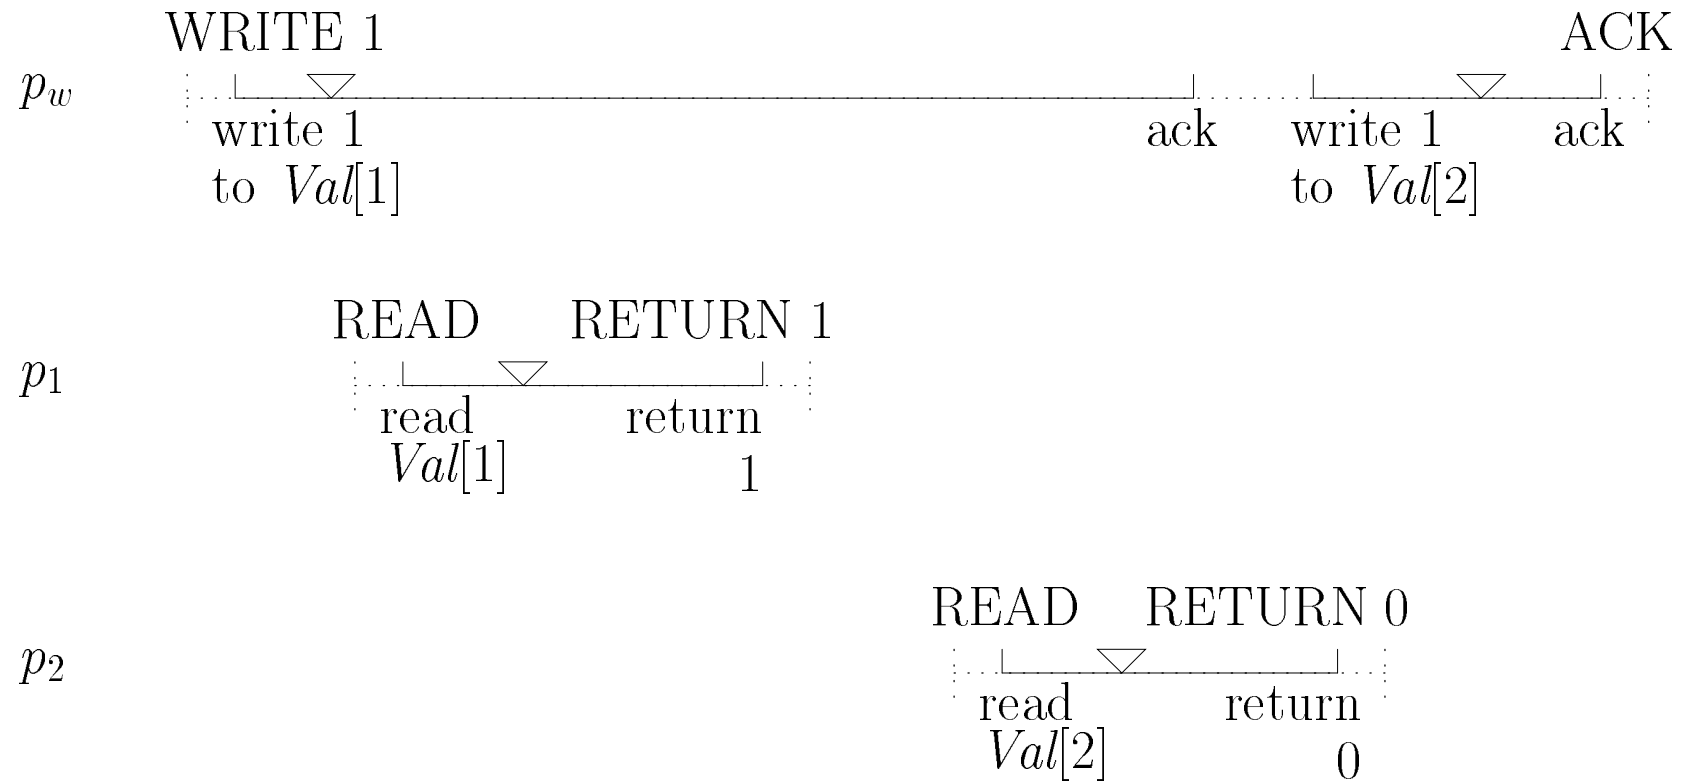 WRITE 1 ACK
p_w
write 1 ack write 1 ack
to Val[1] to Val[2]
READ RETURN 1
p_1
read return
Val[1] 1
READ RETURN 0
p_2
read return
Val[2] 0